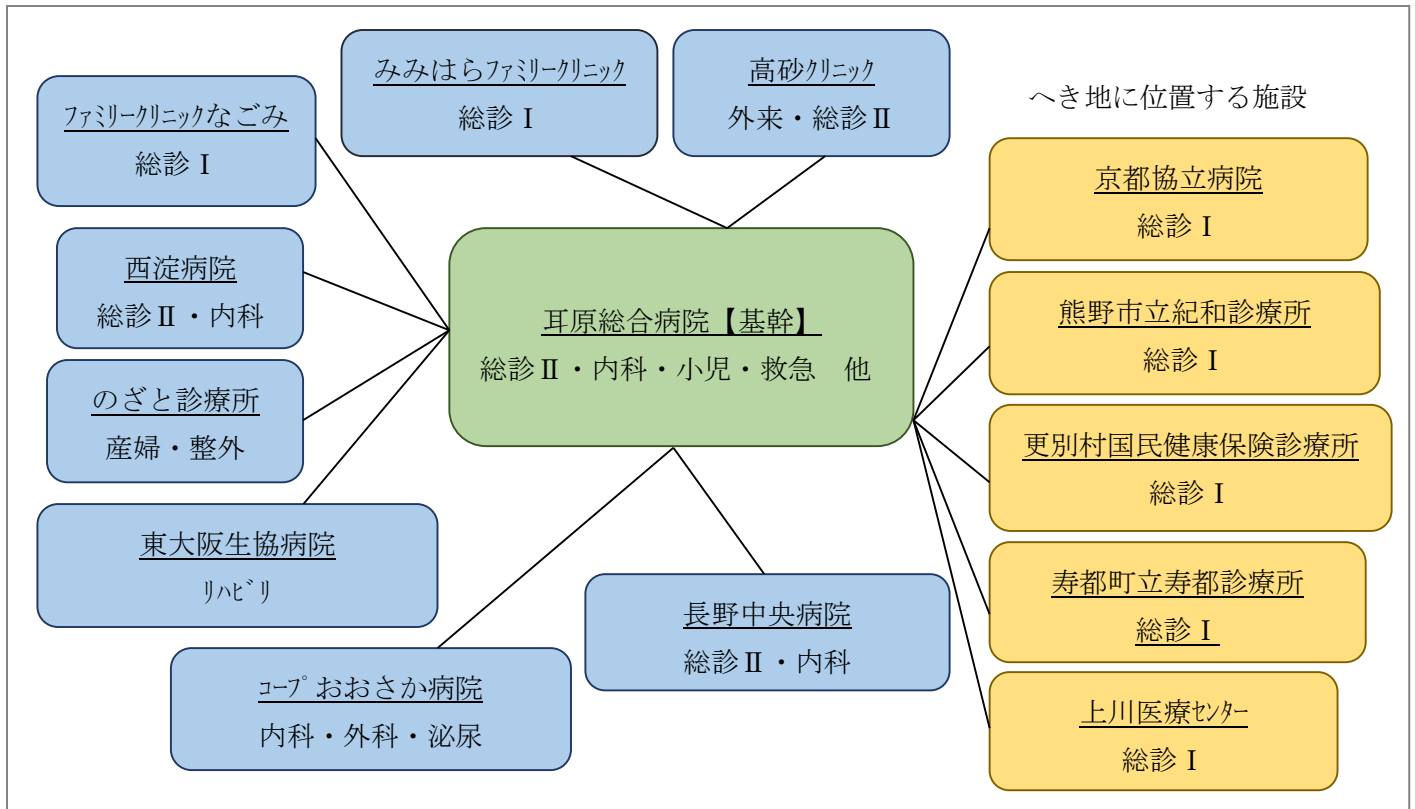 みみはらﾌｧﾐﾘｰｸﾘﾆｯｸ
総診Ⅰ
高砂ｸﾘﾆｯｸ
外来・総診Ⅱ
へき地に位置する施設
ﾌｧﾐﾘｰｸﾘﾆｯｸなごみ
総診Ⅰ
西淀病院
総診Ⅱ・内科
のざと診療所
産婦・整外
東大阪生協病院
ﾘﾊﾋﾞﾘ
耳原総合病院【基幹】
総診Ⅱ・内科・小児・救急　他
ｺｰﾌﾟおおさか病院
内科・外科・泌尿
長野中央病院
総診Ⅱ・内科
京都協立病院
総診Ⅰ
熊野市立紀和診療所
総診Ⅰ
更別村国民健康保険診療所
総診Ⅰ
寿都町立寿都診療所
総診Ⅰ
上川医療ｾﾝﾀｰ
総診Ⅰ